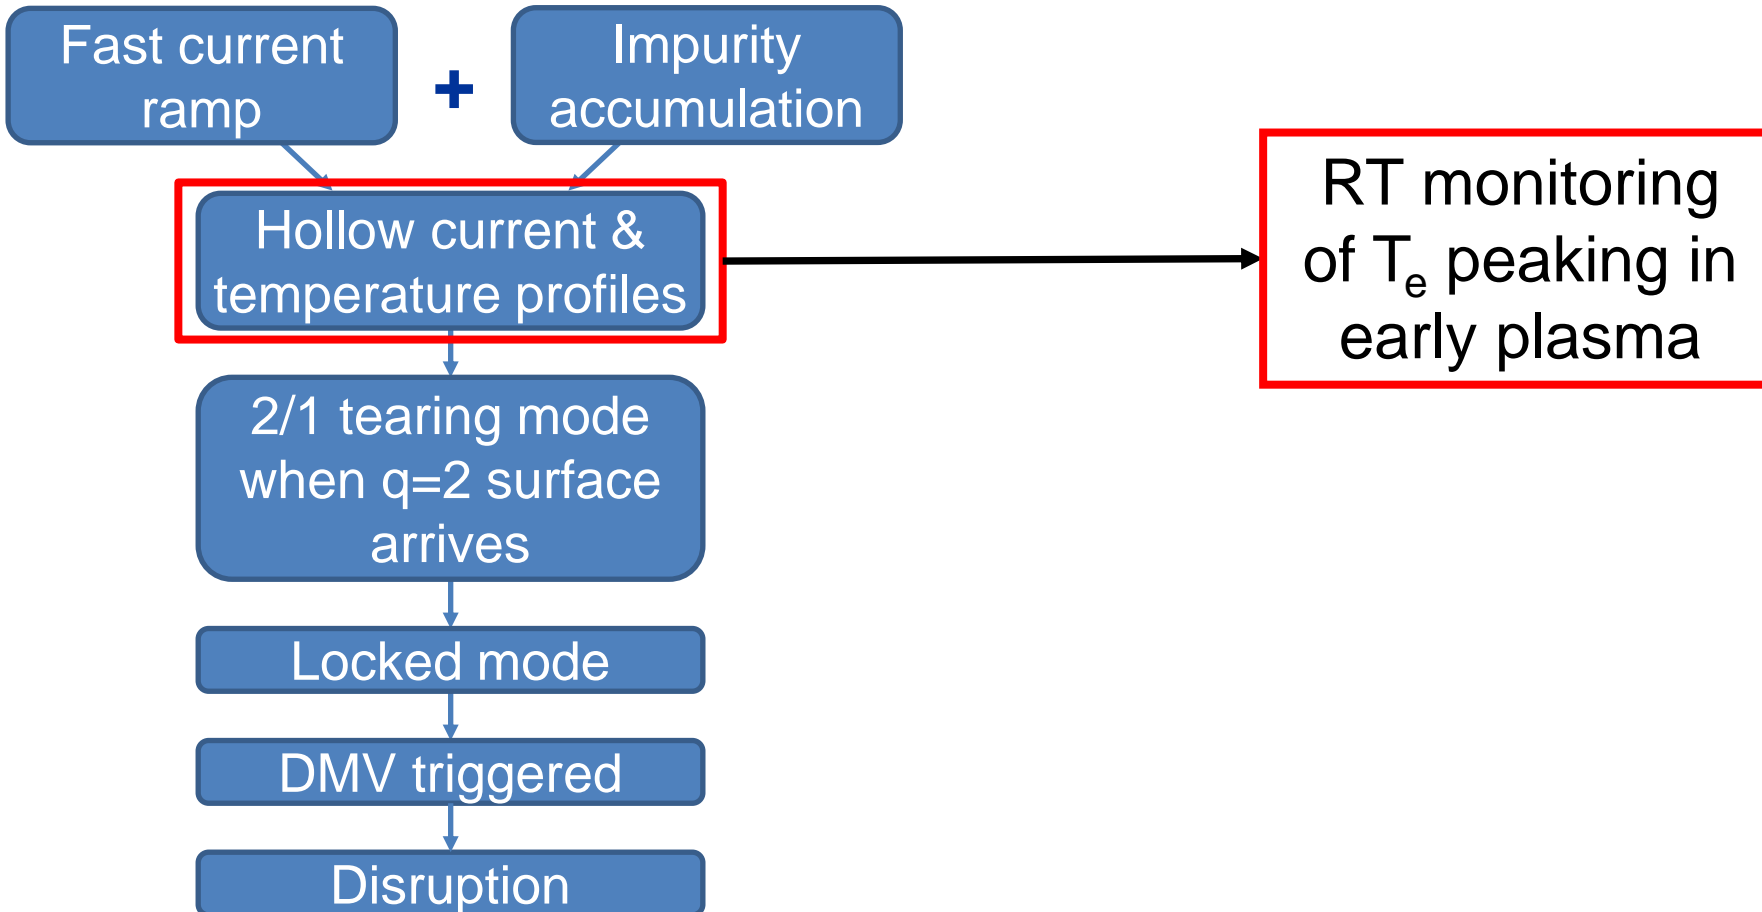 Fast current
ramp
+
Impurity
accumulation
Hollow current &
temperature profiles
RT monitoring
of Te peaking in
early plasma
2/1 tearing mode
when q=2 surface
arrives
Locked mode
DMV triggered
Disruption